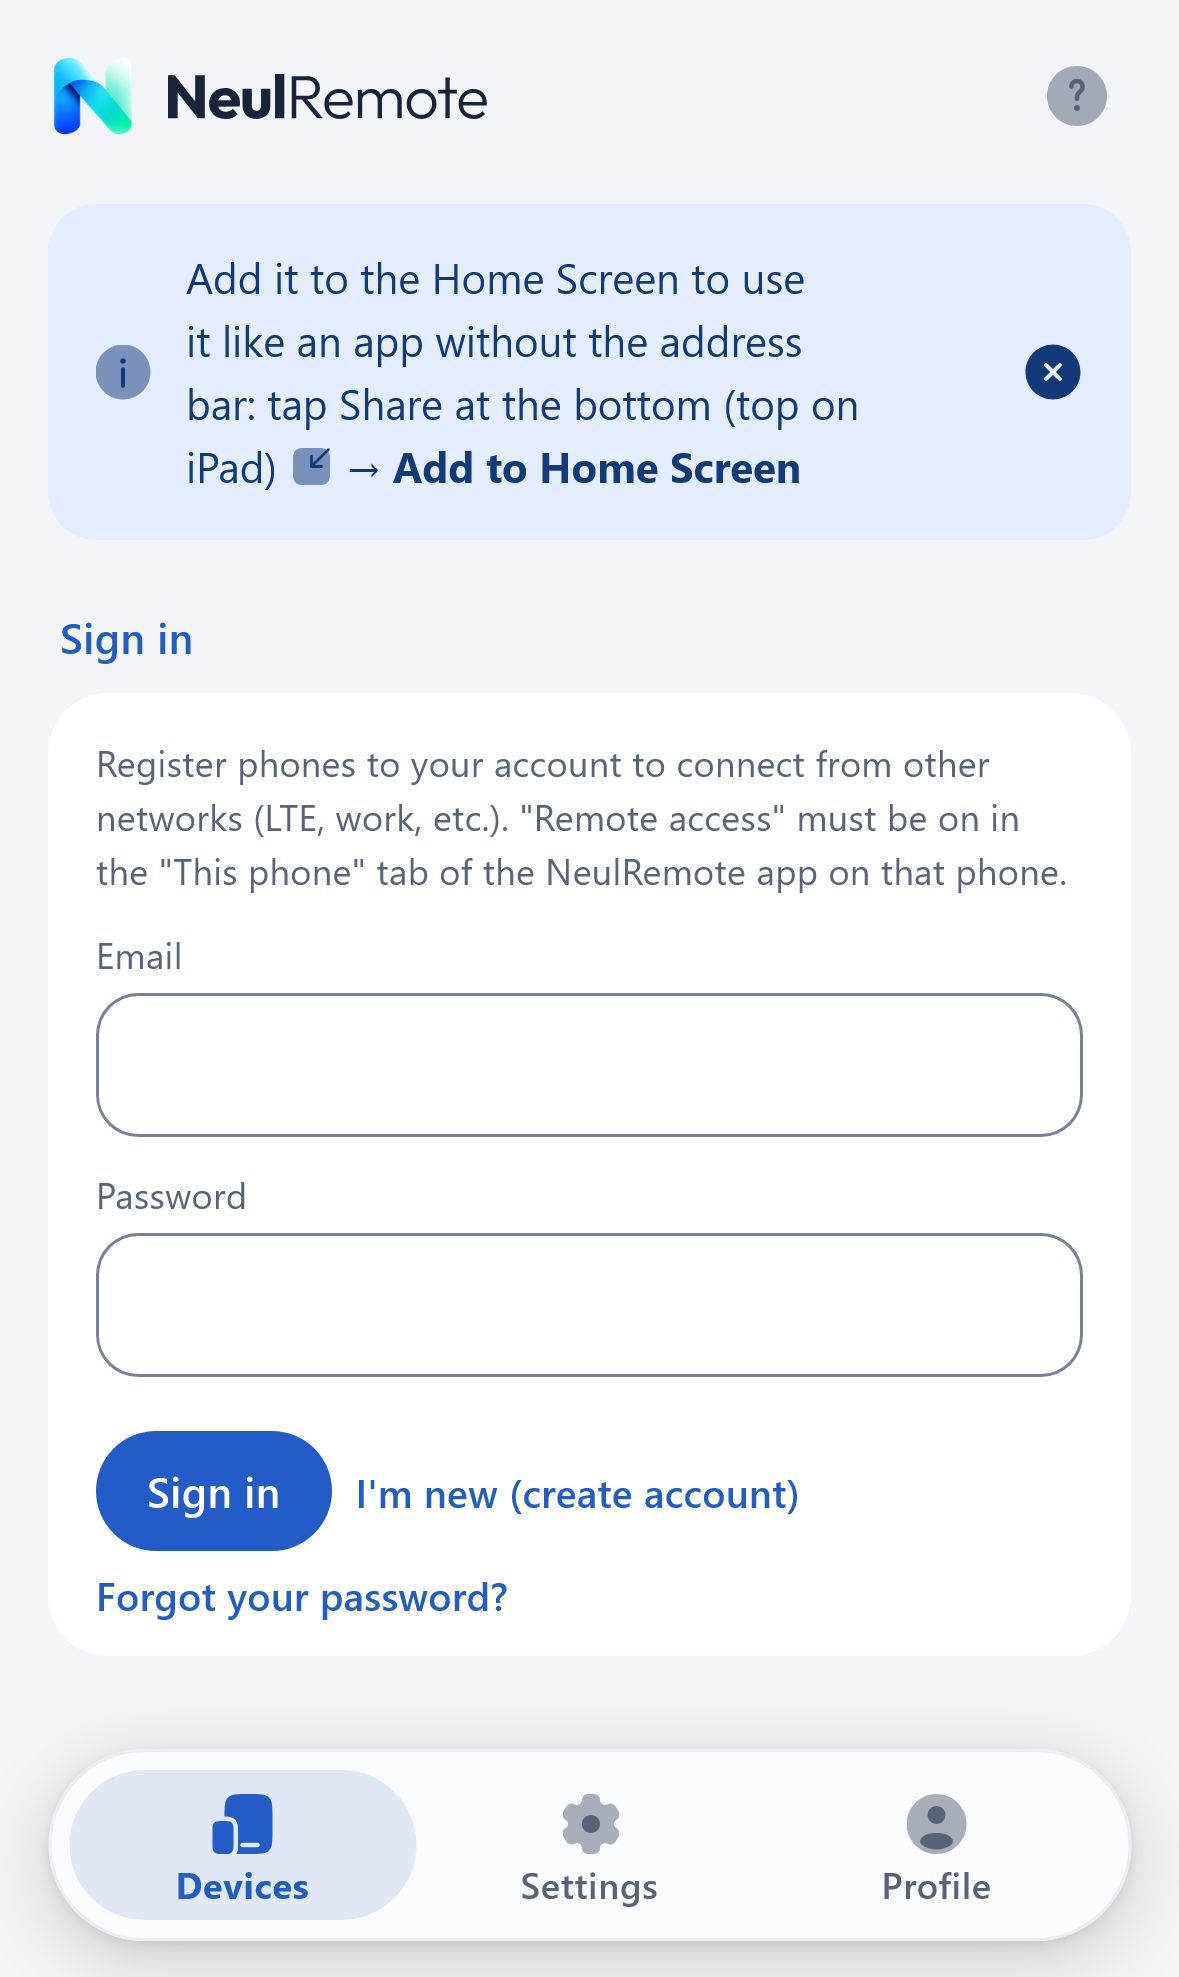 NeulRemote
?
Add it to the Home Screen to use
it like an app without the address
bar: tap Share at the bottom (top on
iPad) → Add to Home Screen
Sign in
Register phones to your account to connect from other
networks (LTE, work, etc.). "Remote access" must be on in
the "This phone" tab of the NeulRemote app on that phone.
Email
Password
Sign in I'm new (create account)
Forgot your password?
Devices Settings Profile